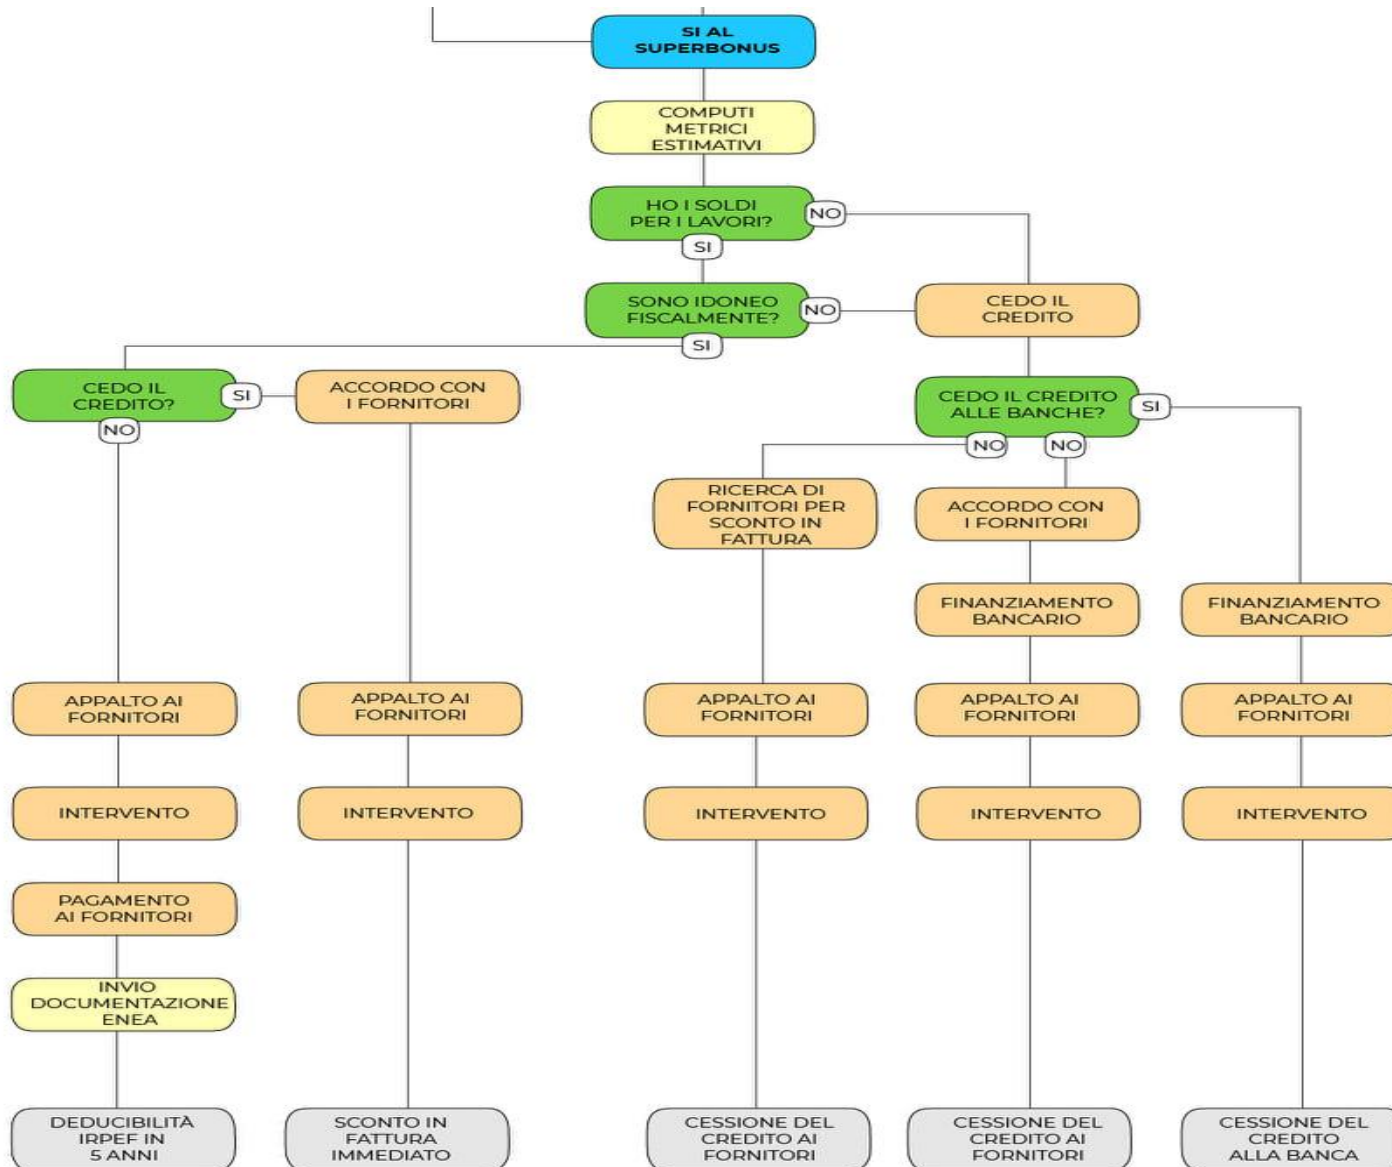 SI AL
SUPERBONUS
COMPUTI
METRICI
ESTIMATIVI
HO I SOLDI
PER I LAVORI?
NO
SI
SONO IDONEO
FISCALMENTE?
NO
SI
CEDO IL
CREDITO
CEDO IL
CREDITO?
SI
NO
ACCORDO CON
I FORNITORI
CEDO IL CREDITO
ALLE BANCHE?
SI
NO
NO
RICERCA DI
FORNITORI PER
SCONTO IN
FATTURA
ACCORDO CON
I FORNITORI
FINANZIAMENTO
BANCARIO
FINANZIAMENTO
BANCARIO
APPALTO AI
FORNITORI
APPALTO AI
FORNITORI
APPALTO AI
FORNITORI
APPALTO AI
FORNITORI
APPALTO AI
FORNITORI
INTERVENTO
INTERVENTO
INTERVENTO
INTERVENTO
INTERVENTO
PAGAMENTO
AI FORNITORI
INVIO
DOCUMENTAZIONE
ENEA
DEDUCIBILITÀ
IRPEF IN
5 ANNI
SCONTO IN
FATTURA
IMMEDIATO
CESSIONE DEL
CREDITO AI
FORNITORI
CESSIONE DEL
CREDITO AI
FORNITORI
CESSIONE DEL
CREDITO
ALLA BANCA